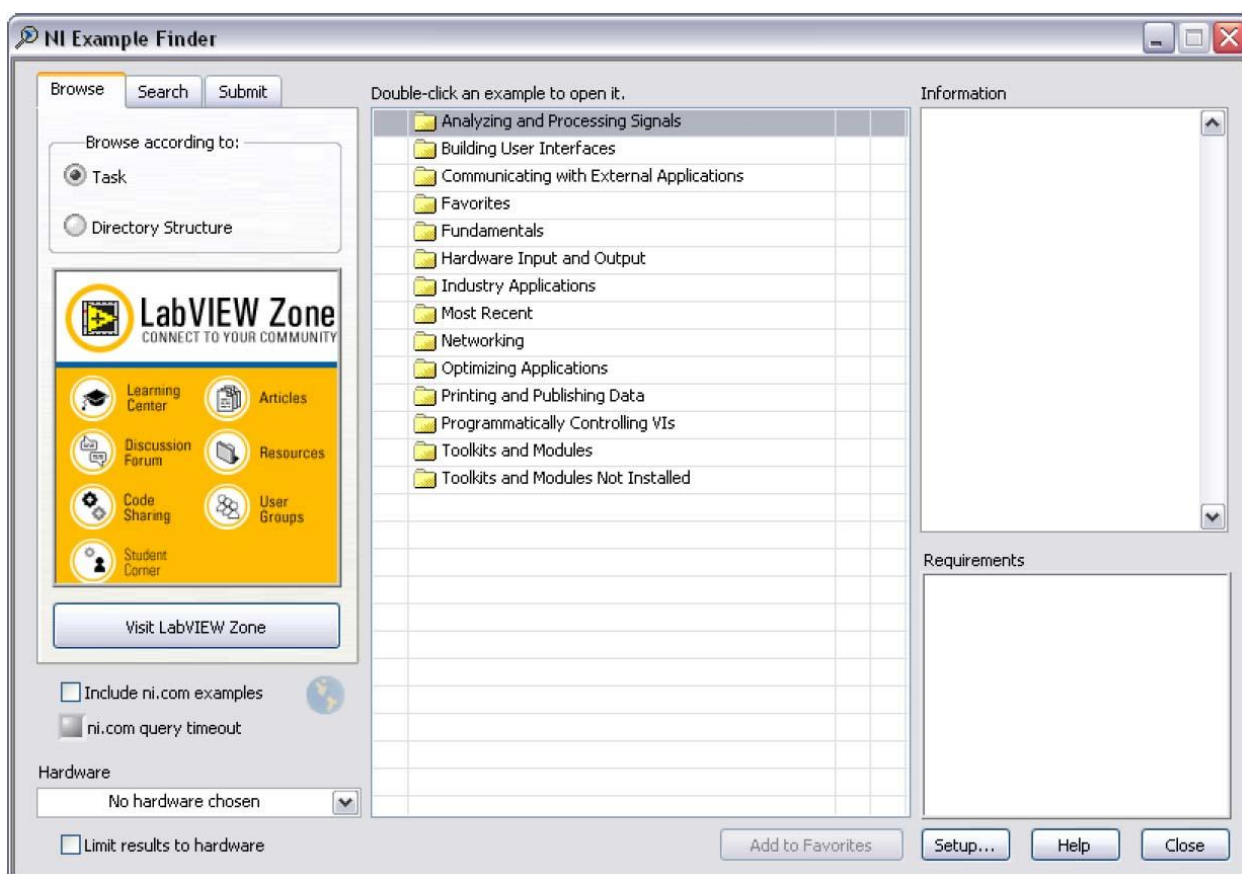 NI Example Finder
Browse
Search
Submit
Browse according to:
Task
Directory Structure
LabVIEW Zone
CONNECT TO YOUR COMMUNITY
Learning
Center
Articles
Discussion
Forum
Resources
Code
Sharing
User
Groups
Student
Corner
Visit LabVIEW Zone
Include ni.com examples
ni.com query timeout
Hardware
No hardware chosen
Limit results to hardware
Double-click an example to open it.
Analyzing and Processing Signals
Building User Interfaces
Communicating with External Applications
Favorites
Fundamentals
Hardware Input and Output
Industry Applications
Most Recent
Networking
Optimizing Applications
Printing and Publishing Data
Programmatically Controlling VIs
Toolkits and Modules
Toolkits and Modules Not Installed
Information
Requirements
Add to Favorites
Setup...
Help
Close